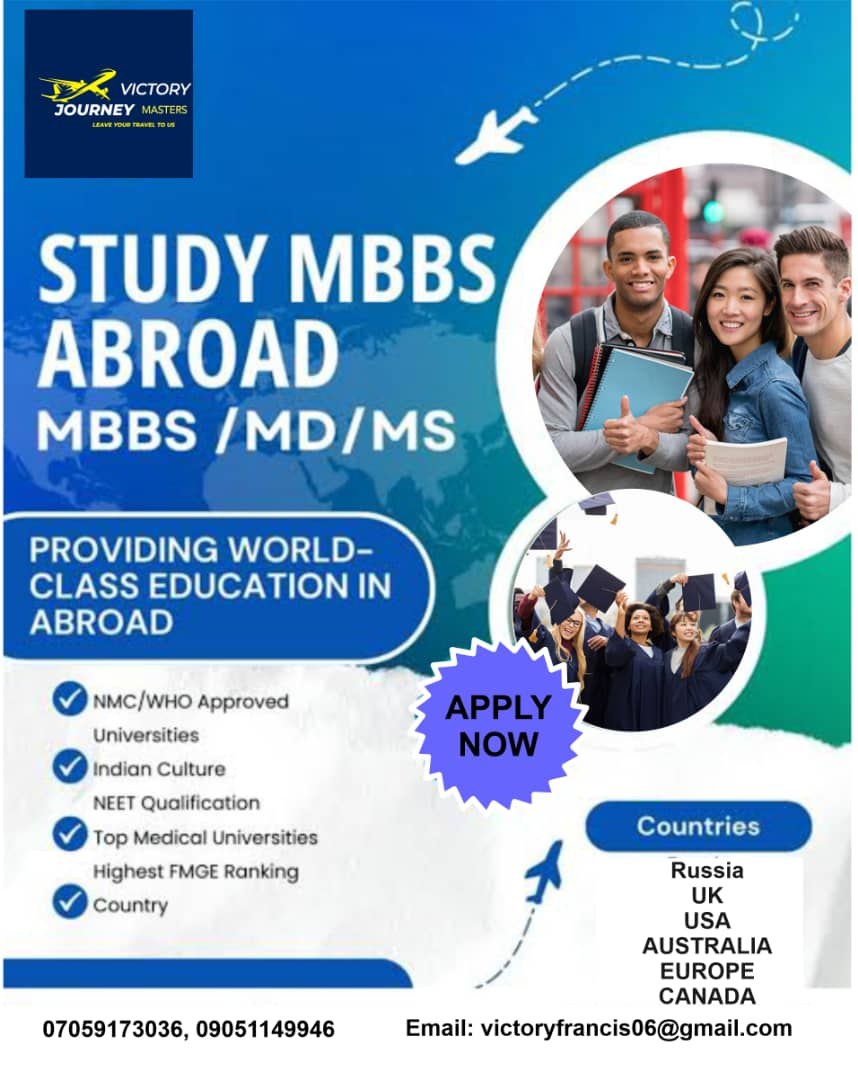 VICTORY
JOURNEY MASTERS
LEAVE YOUR TRAVEL TO US
STUDY MBBS
ABROAD
MBBS /MD/MS
PROVIDING WORLD-
CLASS EDUCATION IN
ABROAD
NMC/WHO Approved
Universities
Indian Culture
NEET Qualification
Top Medical Universities
Highest FMGE Ranking
Country
APPLY
NOW
Countries
Russia
UK
USA
AUSTRALIA
EUROPE
CANADA
07059173036, 09051149946
Email: victoryfrancis06@gmail.com